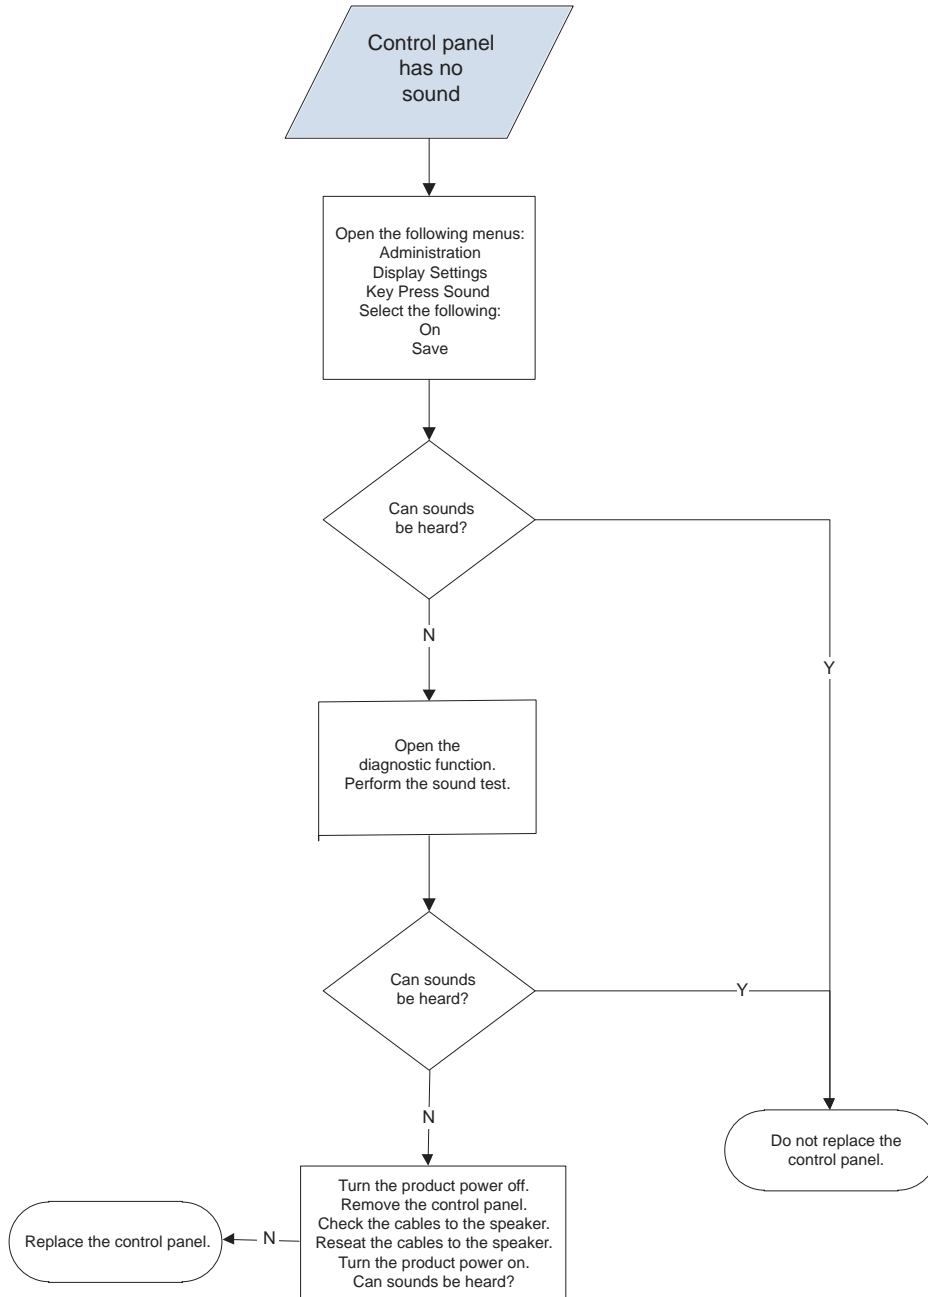 Control panel
has no
sound
Open the following menus:
Administration
Display Settings
Key Press Sound
Select the following:
On
Save
Can sounds
be heard?
N
Y
Open the
diagnostic function.
Perform the sound test.
Can sounds
be heard?
Y
N
Do not replace the
control panel.
Turn the product power off.
Remove the control panel.
Check the cables to the speaker.
Reseat the cables to the speaker.
Turn the product power on.
Can sounds be heard?
N
Replace the control panel.